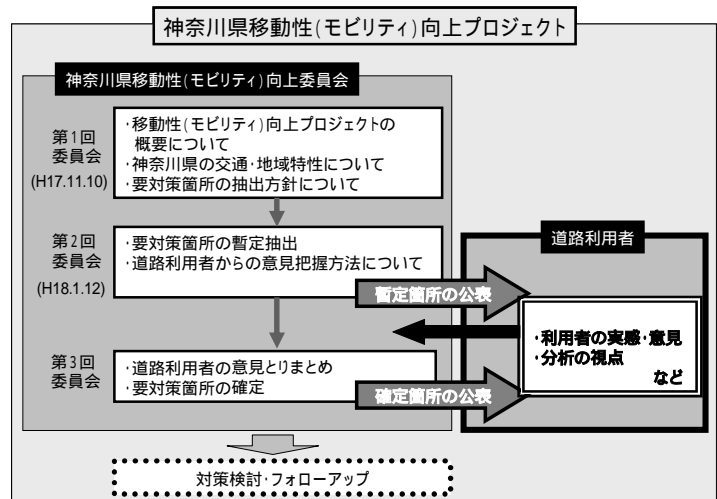 神奈川県移動性(モビリティ)向上プロジェクト
神奈川県移動性(モビリティ)向上委員会
第1回
委員会
(H17.11.10)
・移動性(モビリティ)向上プロジェクトの
概要について
・神奈川県の交通・地域特性について
・要対策箇所の抽出方針について
第2回
委員会
(H18.1.12)
・要対策箇所の暫定抽出
・道路利用者からの意見把握方法について
暫定箇所の公表
道路利用者
・利用者の実感・意見
・分析の視点
など
第3回
委員会
・道路利用者の意見とりまとめ
・要対策箇所の確定
確定箇所の公表
対策検討・フォローアップ